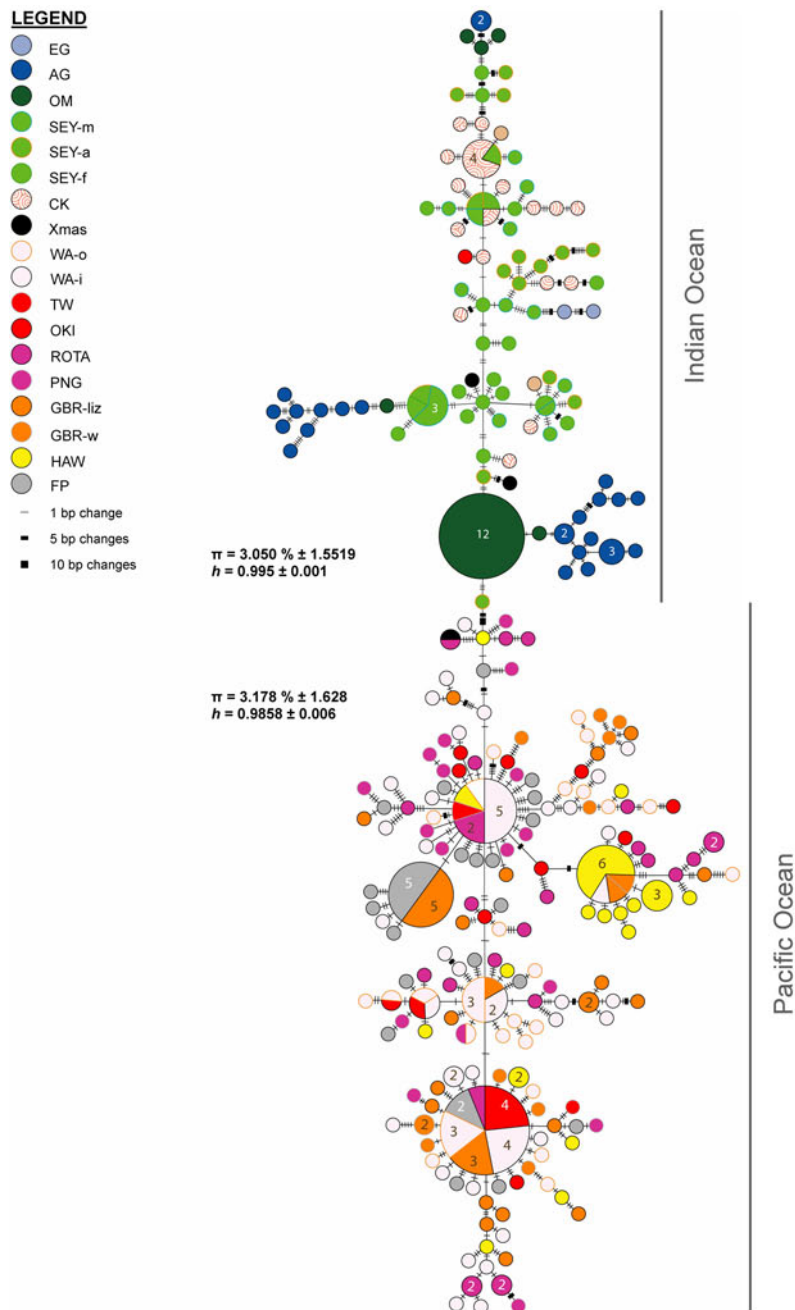 LEGEND
EG
AG
OM
SEY-m
SEY-a
SEY-f
CK
Xmas
WA-o
WA-i
TW
OKI
ROTA
PNG
GBR-liz
GBR-w
HAW
FP
1 bp change
5 bp changes
10 bp changes
2
4
3
12
2
3
π = 3.050 % ± 1.5519
h = 0.995 ± 0.001
Indian Ocean
π = 3.178 % ± 1.628
h = 0.9858 ± 0.006
5
2
6
2
3
5
5
3
2
2
2
2
4
2
3
4
2
3
2
2
Pacific Ocean